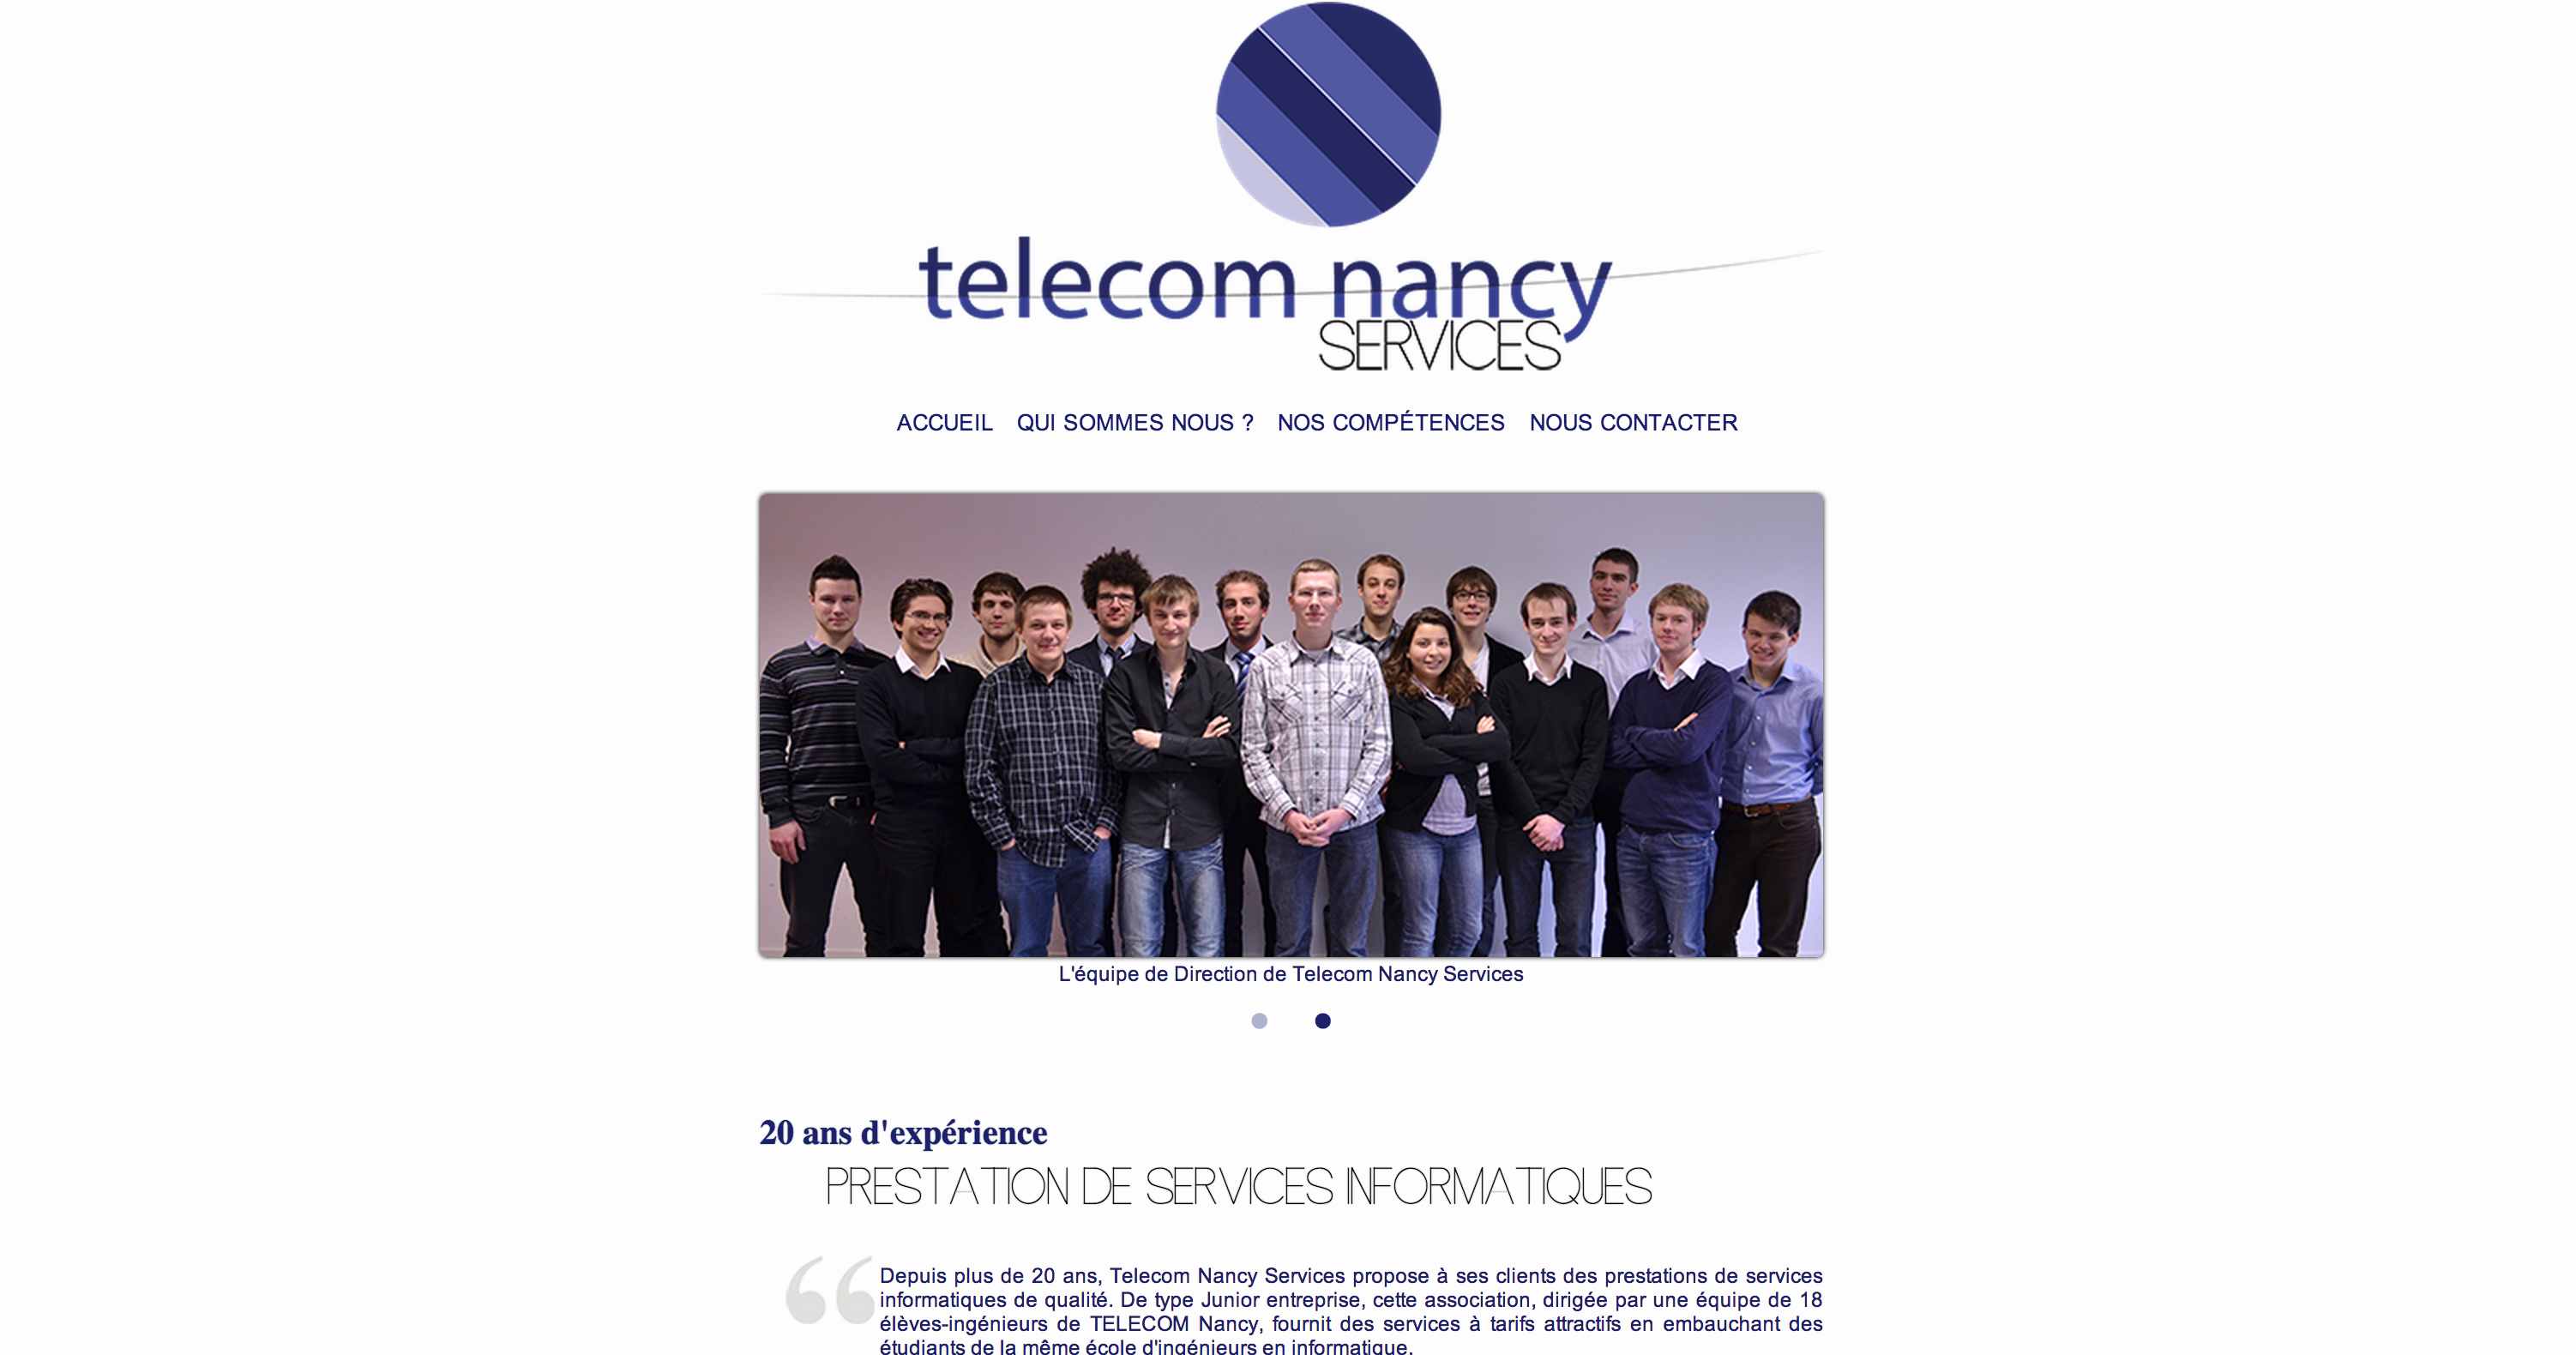 telecom nancy
SERVICES
ACCUEIL QUI SOMMES NOUS ? NOS COMPÉTENCES NOUS CONTACTER
L'équipe de Direction de Telecom Nancy Services
20 ans d'expérience
PRESTATION DE SERVICES INFORMATIQUES
“
Depuis plus de 20 ans, Telecom Nancy Services propose à ses clients des prestations de services
informatiques de qualité. De type Junior entreprise, cette association, dirigée par une équipe de 18
élèves-ingénieurs de TELECOM Nancy, fournit des services à tarifs attractifs en embauchant des
étudiants de la même école d'ingénieurs en informatique.